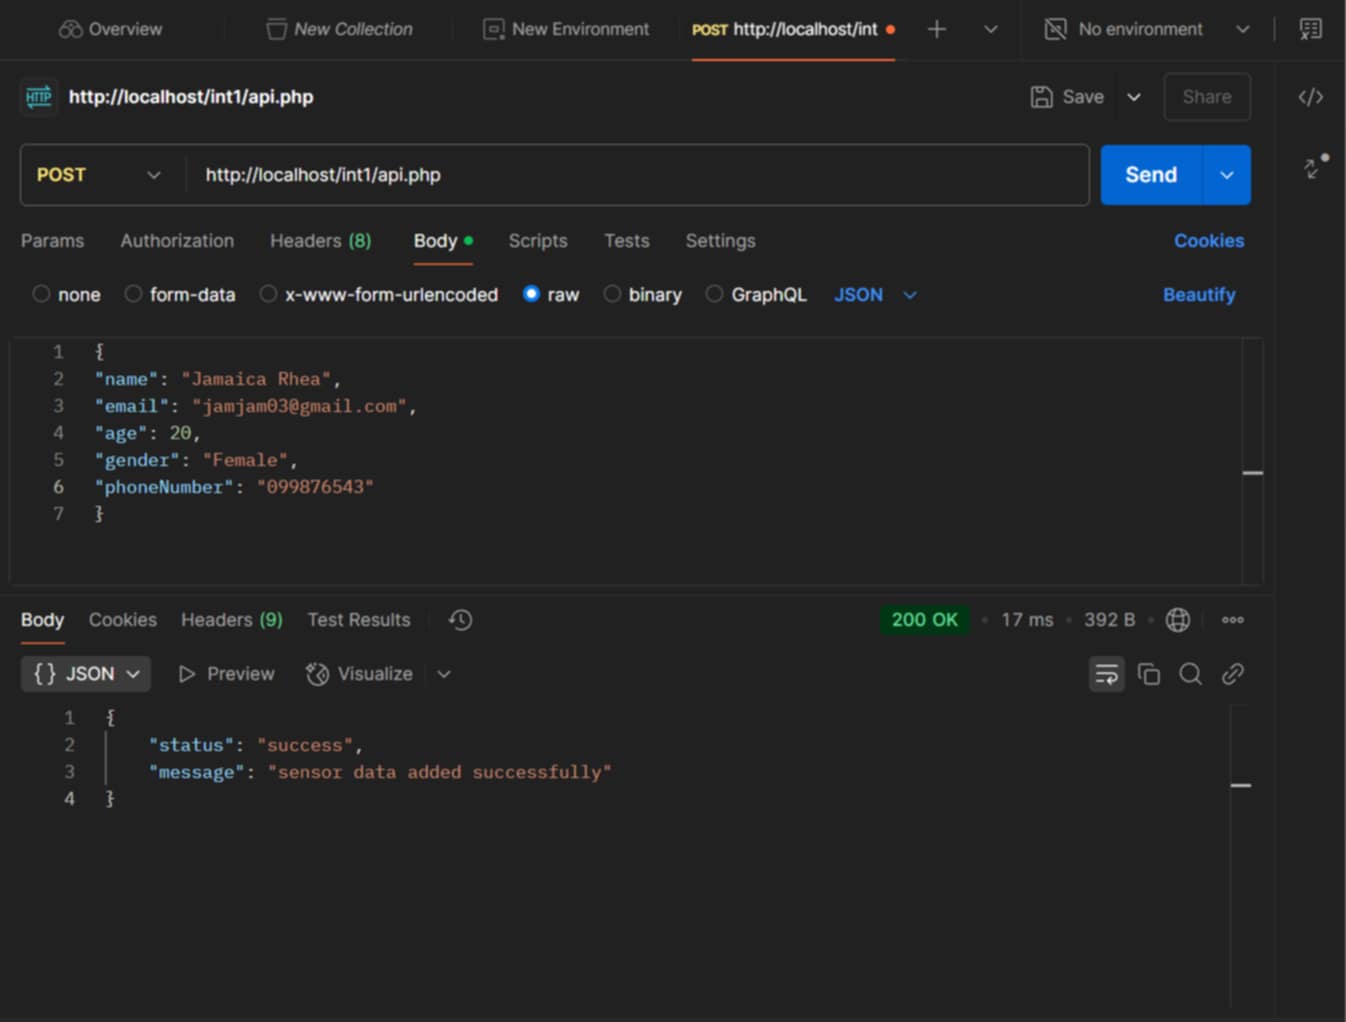 Overview New Collection New Environment POST http://localhost/int No environment
HTTP http://localhost/int1/api.php Save Share
POST http://localhost/int1/api.php Send
Params Authorization Headers (8) Body Scripts Tests Settings Cookies
none form-data x-www-form-urlencoded raw binary GraphQL JSON Beautify
1 {
2 "name": "Jamaica Rhea",
3 "email": "jamjam03@gmail.com",
4 "age": 20,
5 "gender": "Female",
6 "phoneNumber": "099876543"
7 }
Body Cookies Headers (9) Test Results 200 OK • 17 ms • 392 B •
{} JSON Preview Visualize
1 {
2 "status": "success",
3 "message": "sensor data added successfully"
4 }